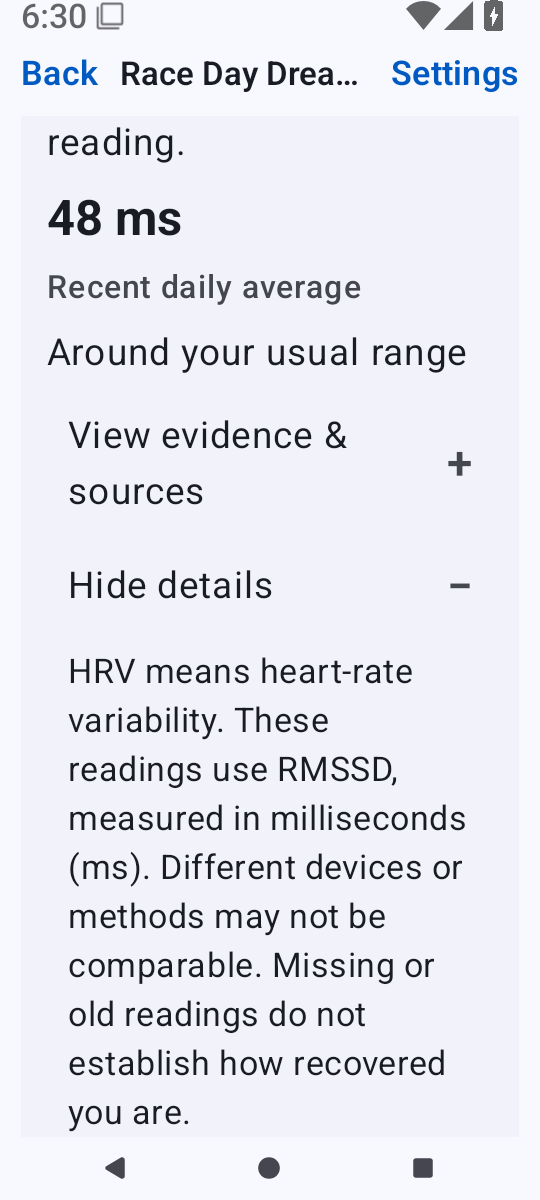 6:30
Back Race Day Drea... Settings
reading.
48 ms
Recent daily average
Around your usual range
View evidence &
sources
+
Hide details −
HRV means heart-rate
variability. These
readings use RMSSD,
measured in milliseconds
(ms). Different devices or
methods may not be
comparable. Missing or
old readings do not
establish how recovered
you are.